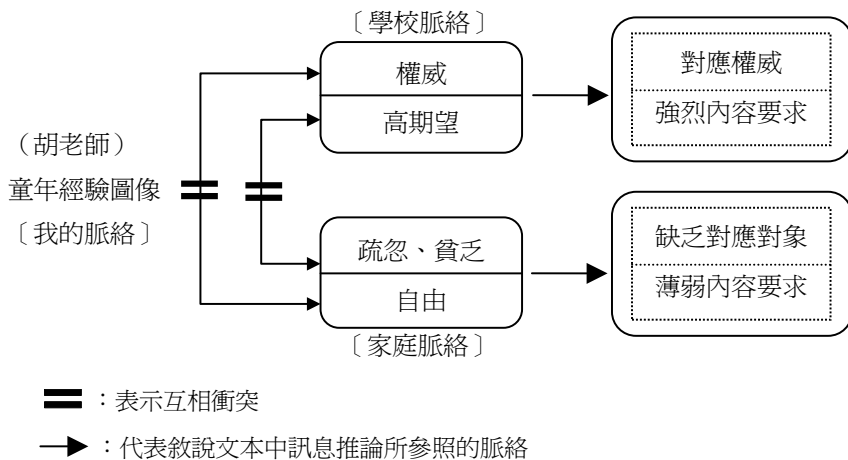 〔學校脈絡〕
權威
高期望
對應權威
強烈內容要求
（胡老師）
童年經驗圖像
〔我的脈絡〕
疏忽、貧乏
自由
缺乏對應對象
薄弱內容要求
〔家庭脈絡〕
：表示互相衝突
：代表敘說文本中訊息推論所參照的脈絡